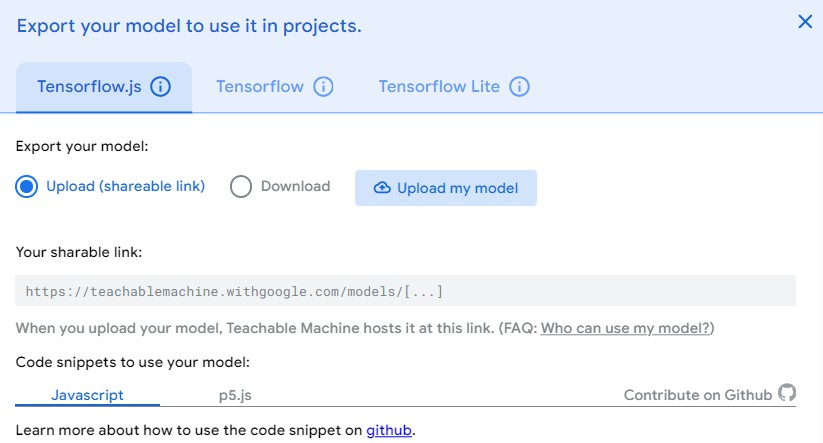 Export your model to use it in projects.
Tensorflow.js Tensorflow Tensorflow Lite
Export your model:
Upload (shareable link) Download Upload my model
Your sharable link:
https://teachablemachine.withgoogle.com/models/[...]
When you upload your model, Teachable Machine hosts it at this link. (FAQ: Who can use my model?)
Code snippets to use your model:
Javascript p5.js Contribute on Github
Learn more about how to use the code snippet on github.